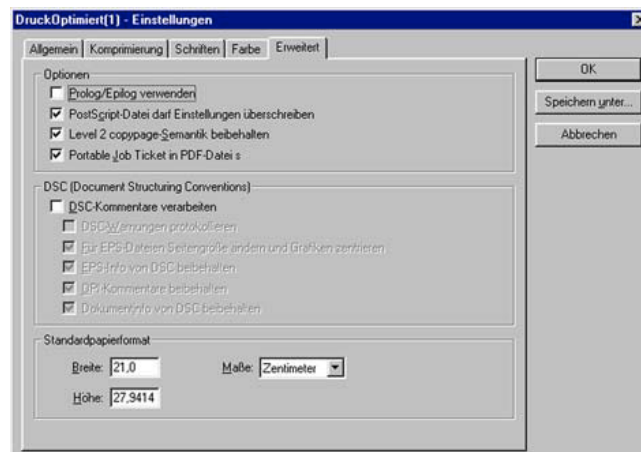 DruckOptimiert(1) - Einstellungen
Allgemein Komprimierung Schriften Farbe Erweitert
Optionen
Prolog/Epilog verwenden
PostScript-Datei darf Einstellungen überschreiben
Level 2 copypage-Semantik beibehalten
Portable Job Ticket in PDF-Datei s
DSC (Document Structuring Conventions)
DSC-Kommentare verarbeiten
DSC-Warnungen protokollieren
Für EPS-Dateien Seitengröße ändern und Grafiken zentrieren
EPS-Info von DSC beibehalten
OPI-Kommentare beibehalten
Dokumentinfo von DSC beibehalten
Standardpapierformat
Breite: 21,0 Maße: Zentimeter
Höhe: 27,9414
OK
Speichern unter...
Abbrechen